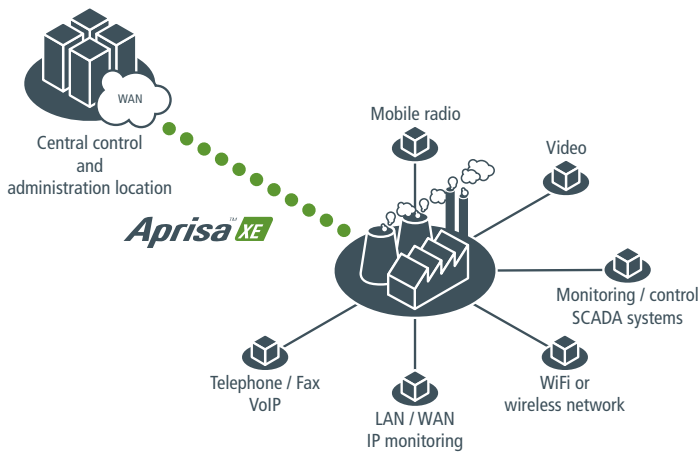 WAN
Central control
and
administration location
Aprisa™ XE
Mobile radio
Video
Monitoring / control
SCADA systems
WiFi or
wireless network
LAN / WAN
IP monitoring
Telephone / Fax
VoIP